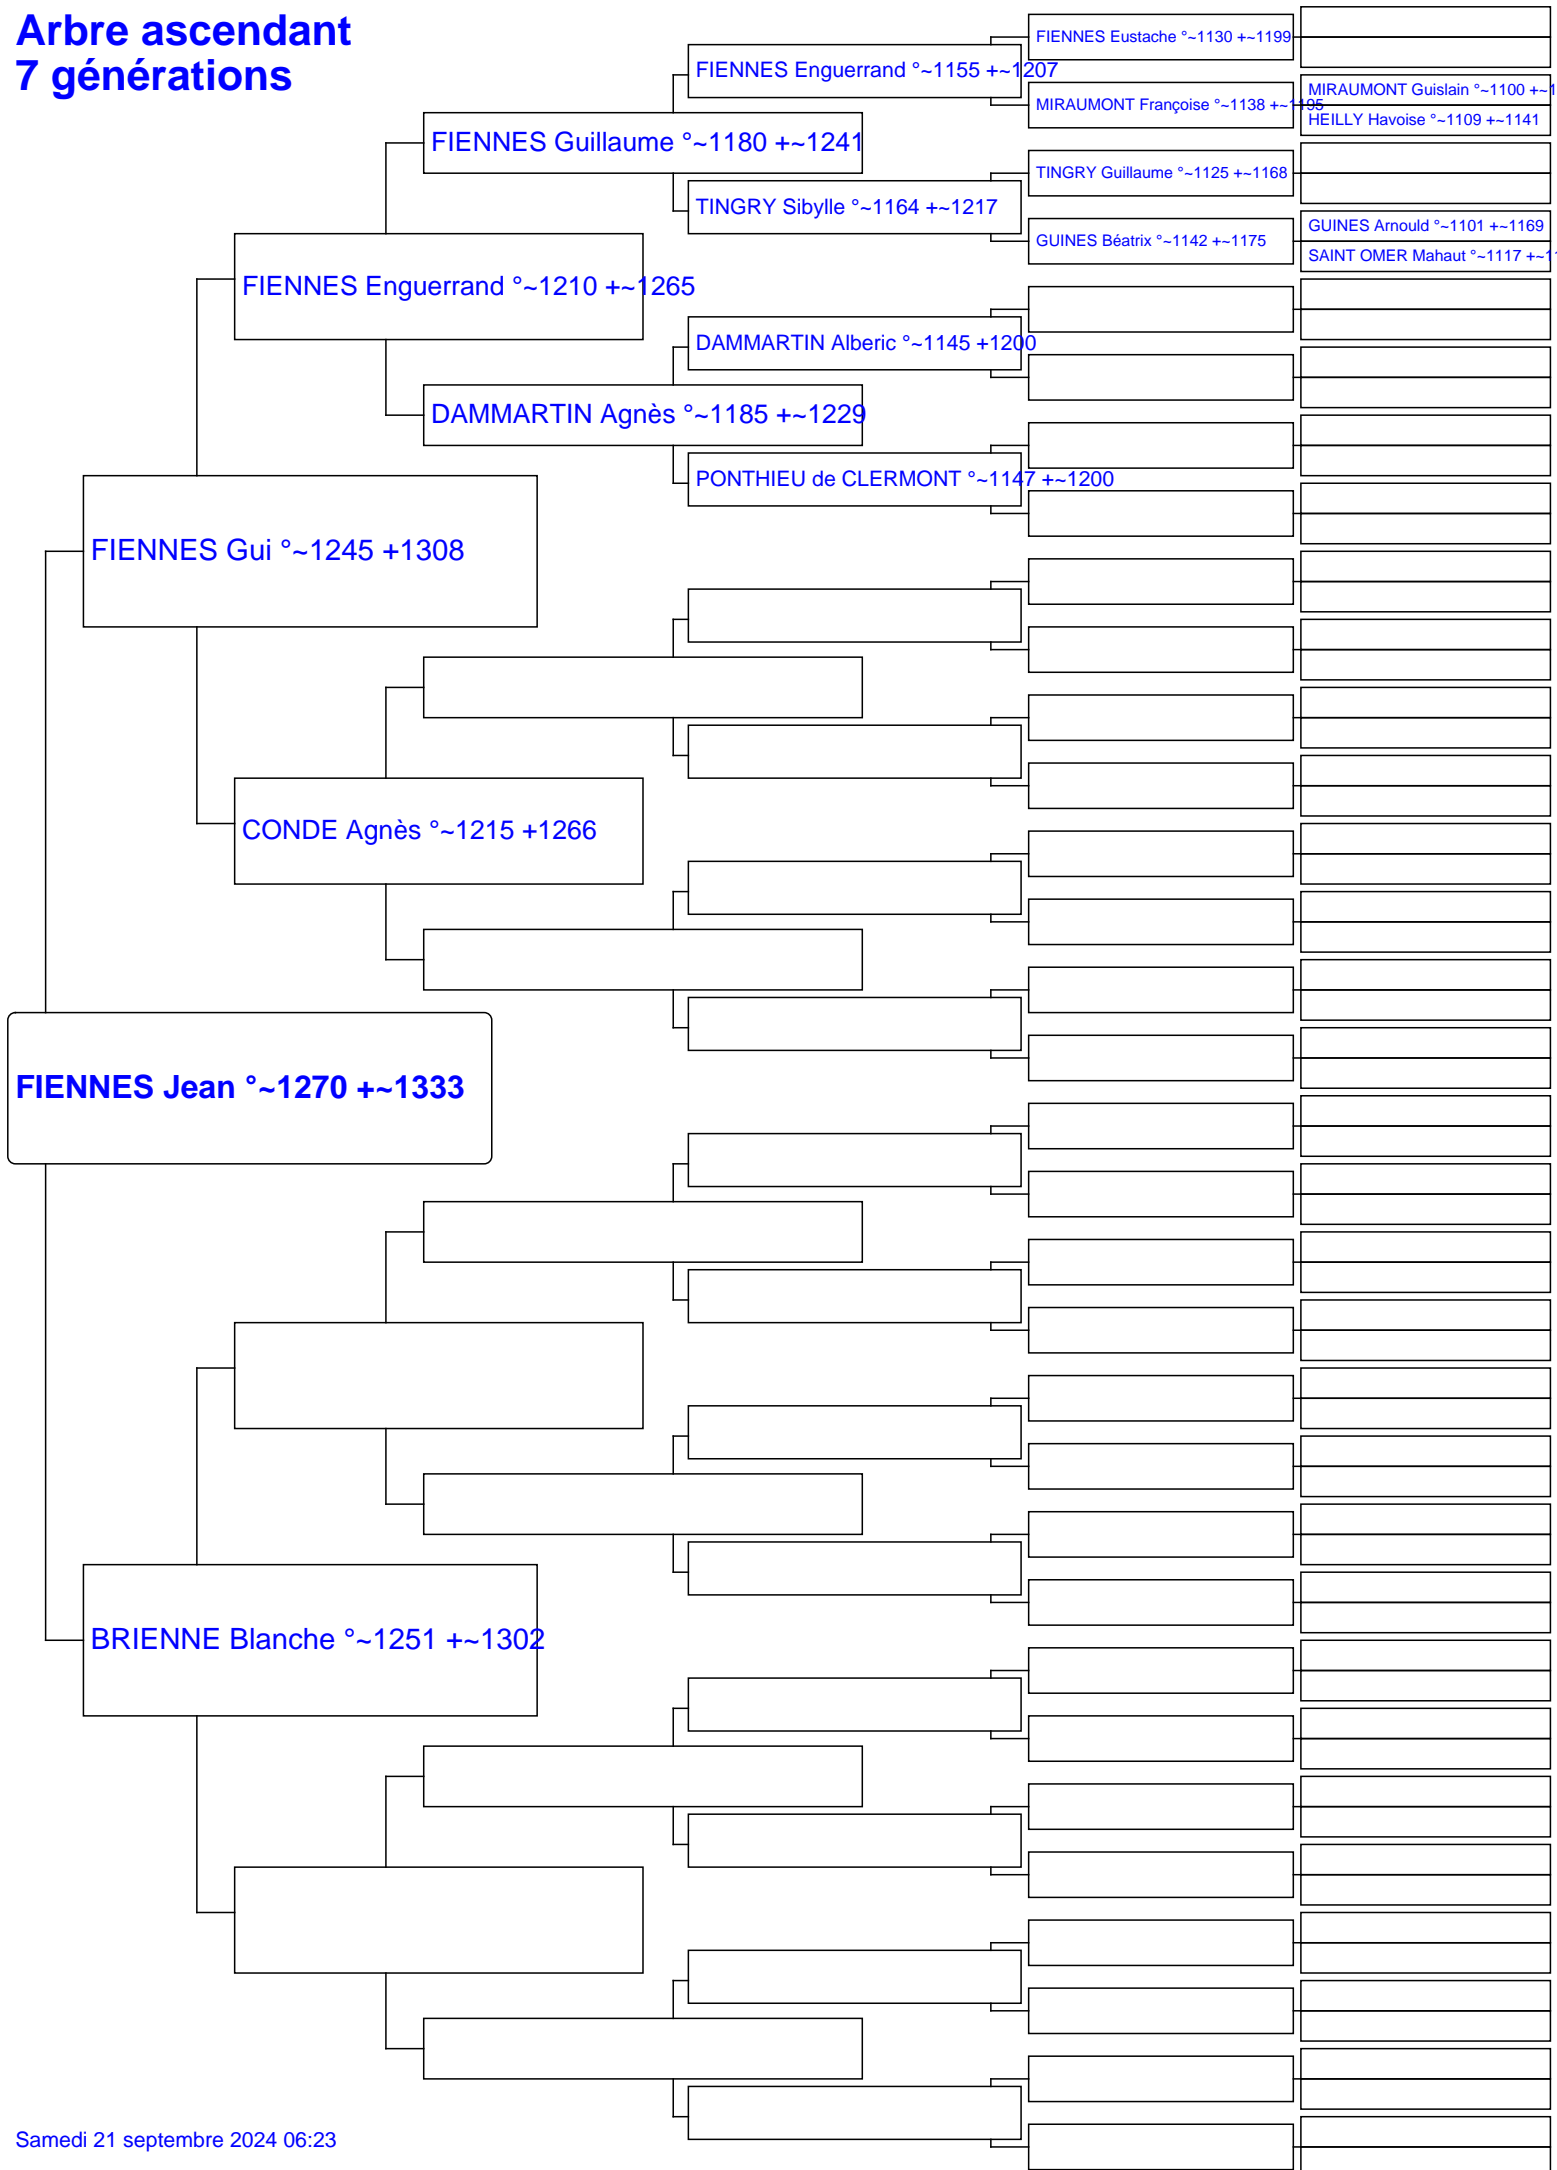 Arbre ascendant
7 générations
FIENNES Eustache °~1130 +~1199
FIENNES Enguerrand °~1155 +~1207
MIRAUMONT Guislain °~1100 +~1
MIRAUMONT Françoise °~1138 +~1195
HEILLY Havoise °~1109 +~1141
FIENNES Guillaume °~1180 +~1241
TINGRY Guillaume °~1125 +~1168
TINGRY Sibylle °~1164 +~1217
GUINES Arnould °~1101 +~1169
GUINES Béatrix °~1142 +~1175
SAINT OMER Mahaut °~1117 +~1
FIENNES Enguerrand °~1210 +~1265
DAMMARTIN Alberic °~1145 +1200
DAMMARTIN Agnès °~1185 +~1229
PONTHIEU de CLERMONT °~1147 +~1200
FIENNES Gui °~1245 +1308
CONDE Agnès °~1215 +1266
FIENNES Jean °~1270 +~1333
BRIENNE Blanche °~1251 +~1302
Samedi 21 septembre 2024 06:23